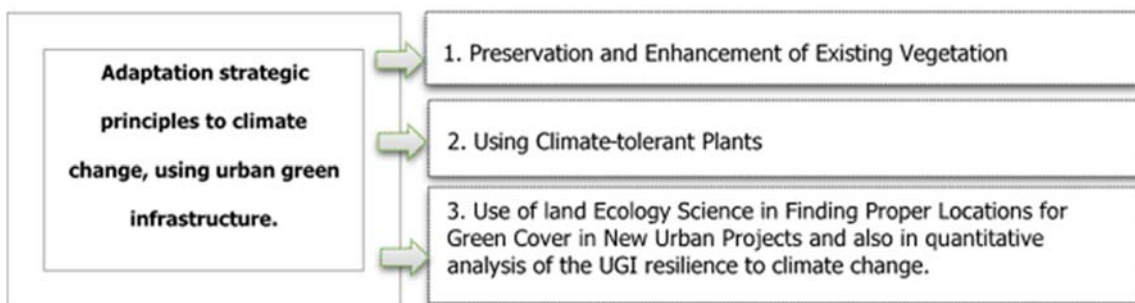 Adaptation strategic
principles to climate
change, using urban green
infrastructure.
1. Preservation and Enhancement of Existing Vegetation
2. Using Climate-tolerant Plants
3. Use of land Ecology Science in Finding Proper Locations for
Green Cover in New Urban Projects and also in quantitative
analysis of the UGI resilience to climate change.